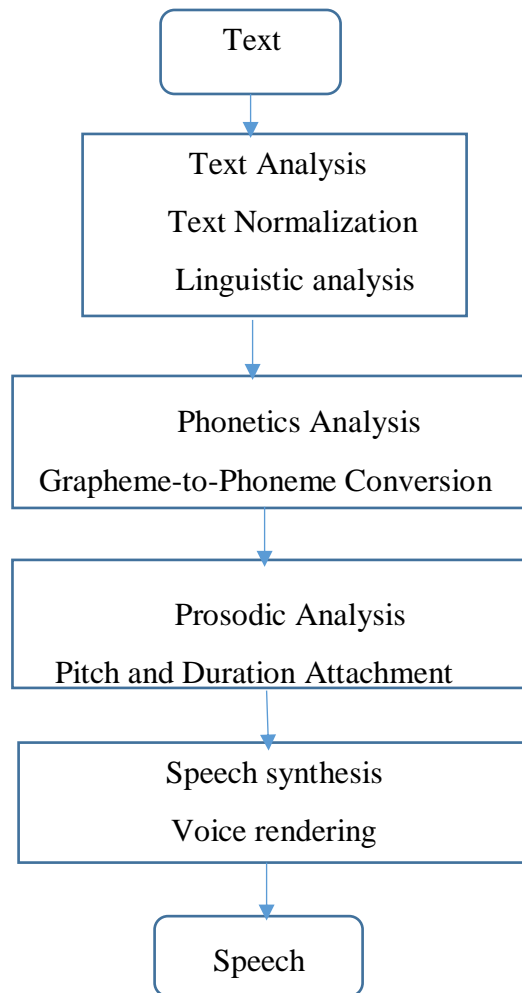 Text
Text Analysis
Text Normalization
Linguistic analysis
Phonetics Analysis
Grapheme-to-Phoneme Conversion
Prosodic Analysis
Pitch and Duration Attachment
Speech synthesis
Voice rendering
Speech